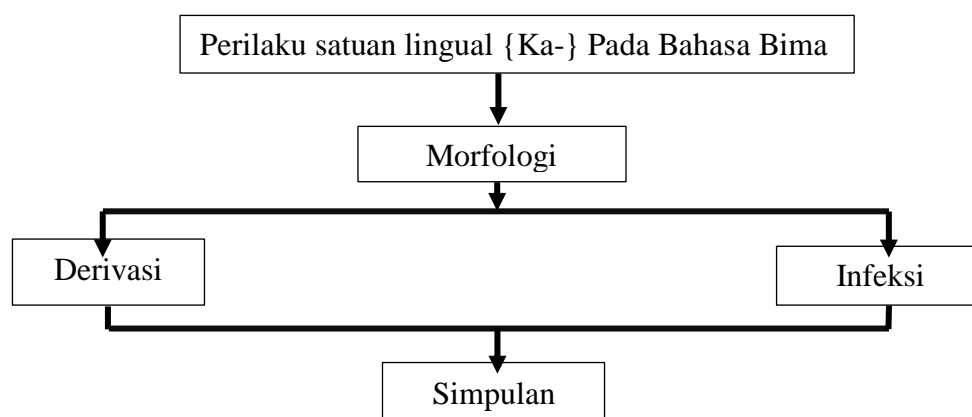 Perilaku satuan lingual {Ka-} Pada Bahasa Bima
Morfologi
Derivasi
Infeksi
Simpulan